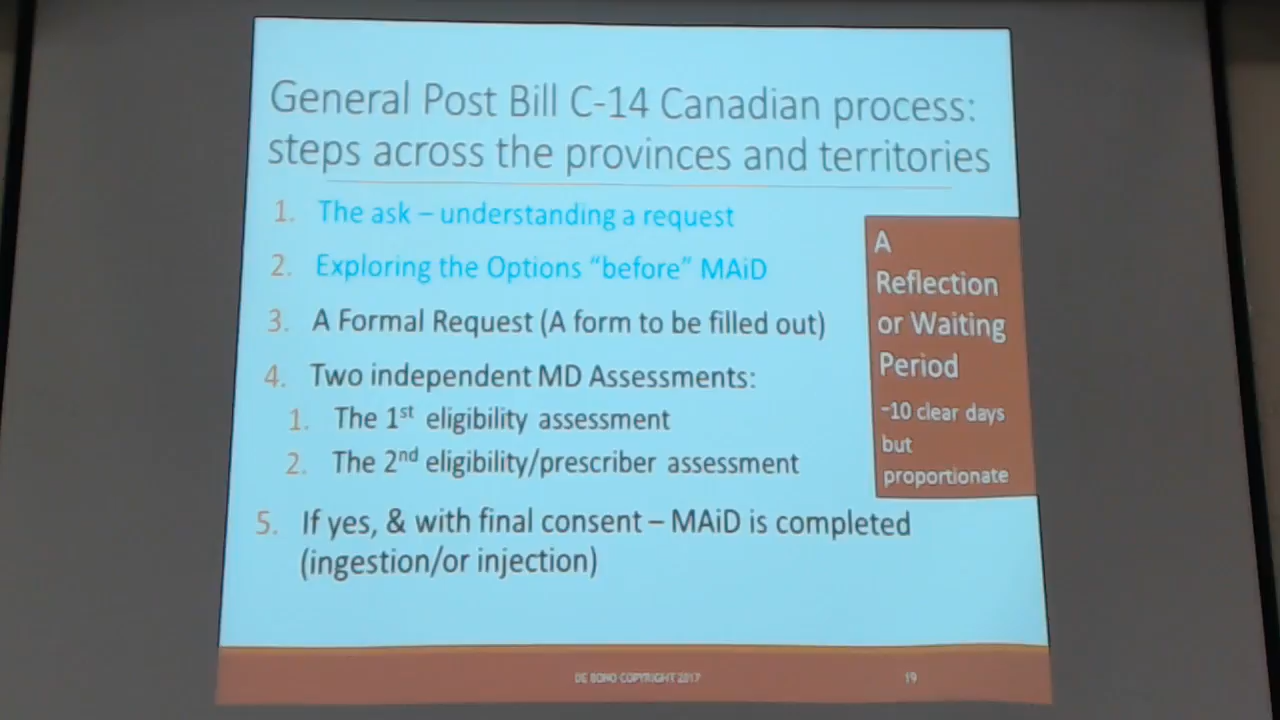 General Post Bill C-14 Canadian process:
steps across the provinces and territories
1. The ask – understanding a request
2. Exploring the Options “before” MAiD
3. A Formal Request (A form to be filled out)
4. Two independent MD Assessments:
1. The 1st eligibility assessment
2. The 2nd eligibility/prescriber assessment
5. If yes, & with final consent – MAiD is completed
(ingestion/or injection)
A
Reflection
or Waiting
Period
-10 clear days
but
proportionate
DE BONO COPYRIGHT 2017
19